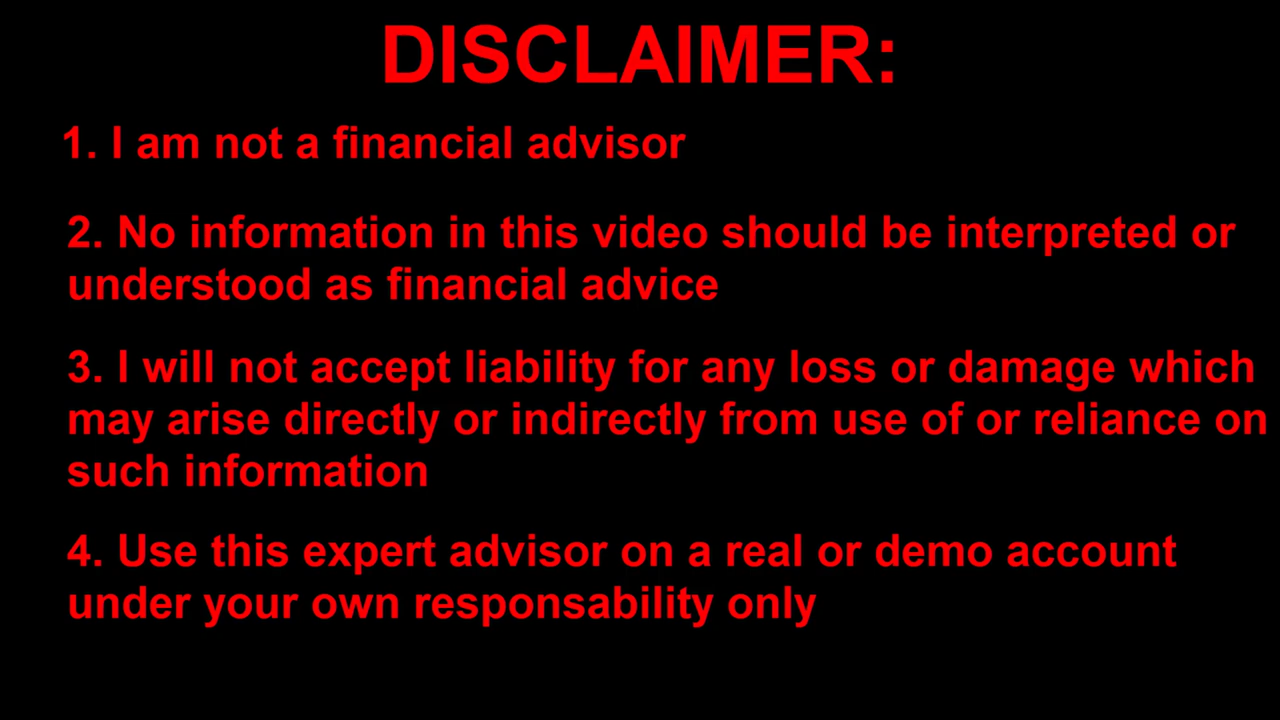 DISCLAIMER:
1. I am not a financial advisor
2. No information in this video should be interpreted or
understood as financial advice
3. I will not accept liability for any loss or damage which
may arise directly or indirectly from use of or reliance on
such information
4. Use this expert advisor on a real or demo account
under your own responsability only